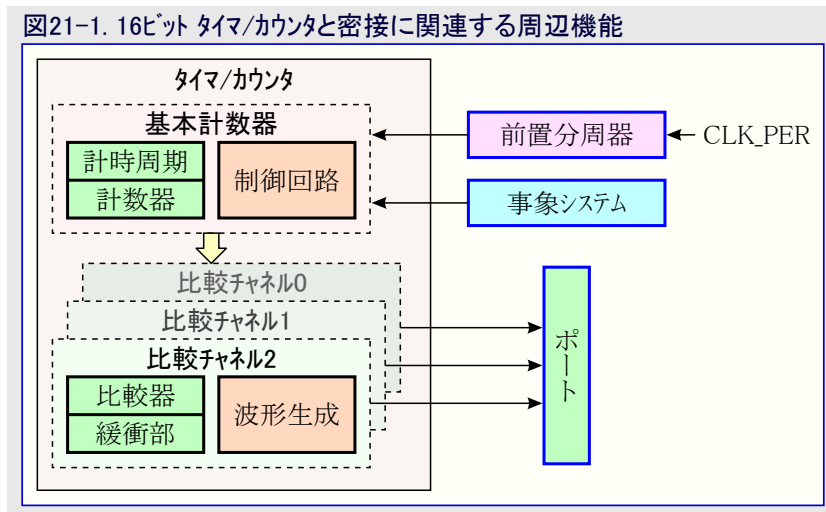 図21-1. 16ビット タイマ/カウンタと密接に関連する周辺機能
タイマ/カウンタ
基本計数器
計時周期
計数器
制御回路
前置分周器
CLK_PER
事象システム
比較チャネル0
比較チャネル1
比較チャネル2
比較器
緩衝部
波形生成
ポート